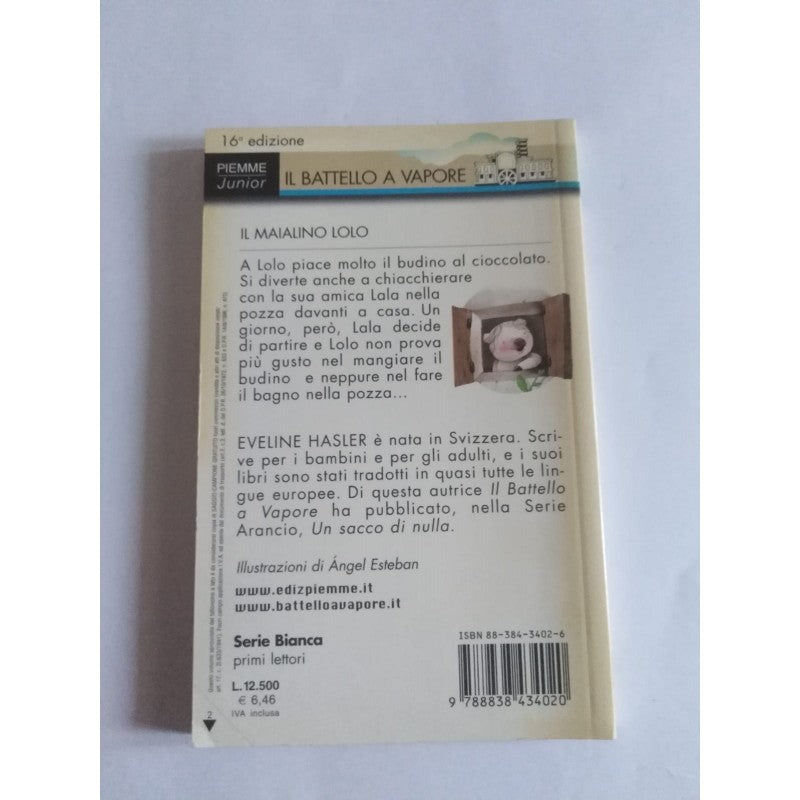 16° edizione
PIEMME
Junior
IL BATTELLO A VAPORE
IL MAIALINO LOLO
A Lolo piace molto il budino al cioccolato.
Si diverte anche a chiacchierare
con la sua amica Lala nella
pozza davanti a casa. Un
giorno, però, Lala decide
di partire e Lolo non prova
più gusto nel mangiare il
budino e neppure nel fare
il bagno nella pozza...
EVELINE HASLER è nata in Svizzera. Scri-
ve per i bambini e per gli adulti, e i suoi
libri sono stati tradotti in quasi tutte le lin-
gue europee. Di questa autrice Il Battello
a Vapore ha pubblicato, nella Serie
Arancio, Un sacco di nulla.
Illustrazioni di Ángel Esteban
www.edizpiemme.it
www.battelloavapore.it
Serie Bianca
primi lettori
L.12.500
€ 6,46
IVA inclusa
2
ISBN 88-384-3402-6
9 788838 434020